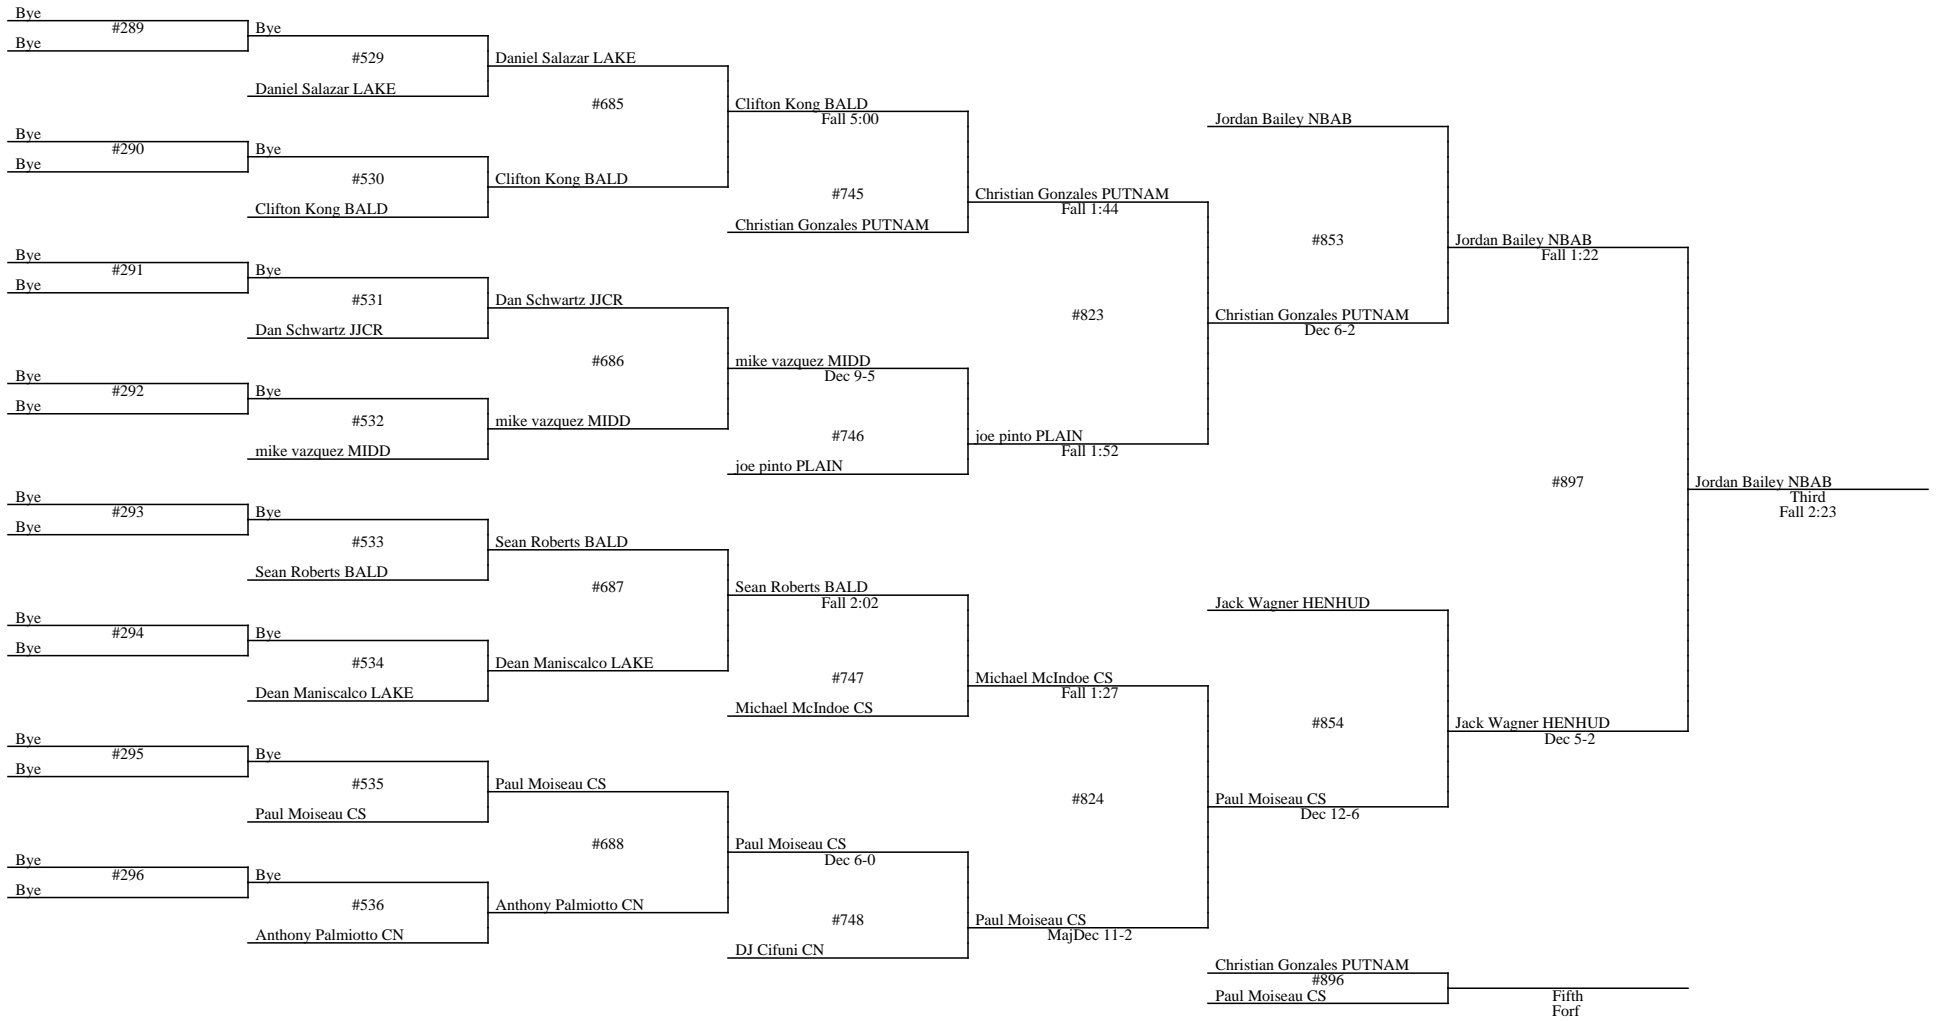 Bye
#289
Bye
Bye
#529
Daniel Salazar LAKE
Daniel Salazar LAKE
#685
Bye
#290
Bye
Bye
#530
Clifton Kong BALD
Clifton Kong BALD
Clifton Kong BALD
Fall 5:00
#745
Christian Gonzales PUTNAM
Bye
#291
Bye
Bye
#531
Dan Schwartz JJCR
Dan Schwartz JJCR
#686
Bye
#292
Bye
Bye
#532
mike vazquez MIDD
mike vazquez MIDD
mike vazquez MIDD
Dec 9-5
#746
joe pinto PLAIN
Christian Gonzales PUTNAM
Fall 1:44
#823
joe pinto PLAIN
Fall 1:52
Jordan Bailey NBAB
#853
Christian Gonzales PUTNAM
Dec 6-2
Jordan Bailey NBAB
Fall 1:22
Bye
#293
Bye
Bye
#533
Sean Roberts BALD
Sean Roberts BALD
#687
Bye
#294
Bye
Bye
#534
Dean Maniscalco LAKE
Dean Maniscalco LAKE
Sean Roberts BALD
Fall 2:02
#747
Michael McIndoe CS
Bye
#295
Bye
Bye
#535
Paul Moiseau CS
Paul Moiseau CS
#688
Bye
#296
Bye
Bye
#536
Anthony Palmiotto CN
Anthony Palmiotto CN
Paul Moiseau CS
Dec 6-0
#748
DJ Cifuni CN
Michael McIndoe CS
Fall 1:27
#824
Paul Moiseau CS
MajDec 11-2
Jack Wagner HENHUD
#854
Paul Moiseau CS
Dec 12-6
Jack Wagner HENHUD
Dec 5-2
#897
Jordan Bailey NBAB
Third
Fall 2:23
Christian Gonzales PUTNAM
#896
Paul Moiseau CS
Fifth
Forf